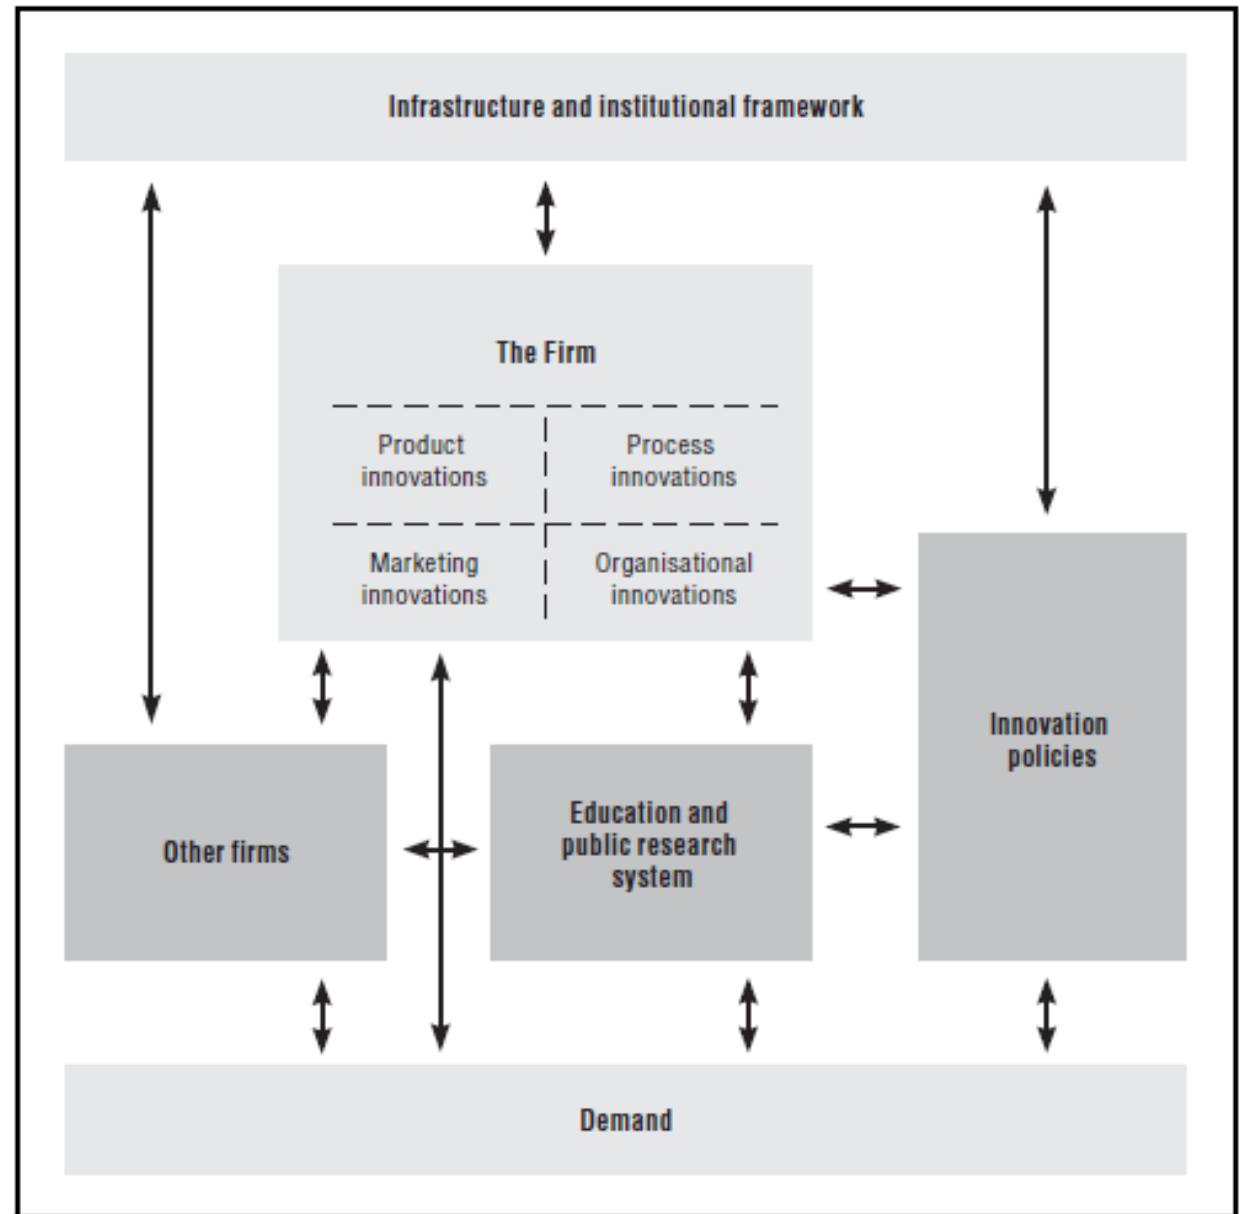 Infrastructure and institutional framework
The Firm
Product
innovations
Process
innovations
Marketing
innovations
Organisational
innovations
Innovation
policies
Other firms
Education and
public research
system
Demand